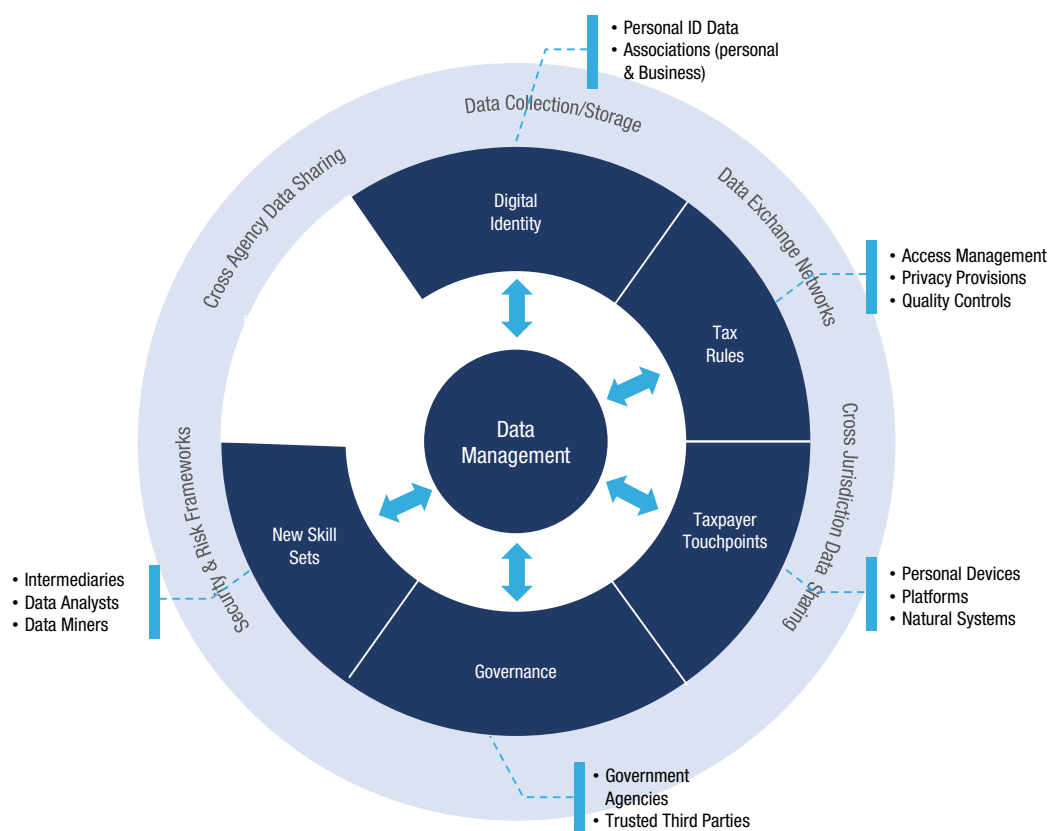 • Personal ID Data
• Associations (personal
& Business)
Data Collection/Storage
Cross Agency Data Sharing
Data Exchange Networks
Digital
Identity
• Access Management
• Privacy Provisions
• Quality Controls
Tax
Rules
Data
Management
Cross Jurisdiction Data Sharing
Security & Risk Frameworks
New Skill
Sets
Taxpayer
Touchpoints
• Intermediaries
• Data Analysts
• Data Miners
• Personal Devices
• Platforms
• Natural Systems
Governance
• Government
Agencies
• Trusted Third Parties